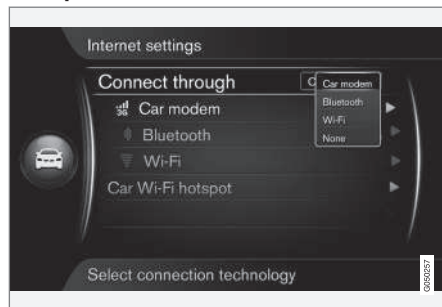 Internet settings
Connect through
Car modem
Bluetooth
Wi-Fi
None
3G Car modem
Bluetooth
Wi-Fi
Car Wi-Fi hotspot
Select connection technology
G050257